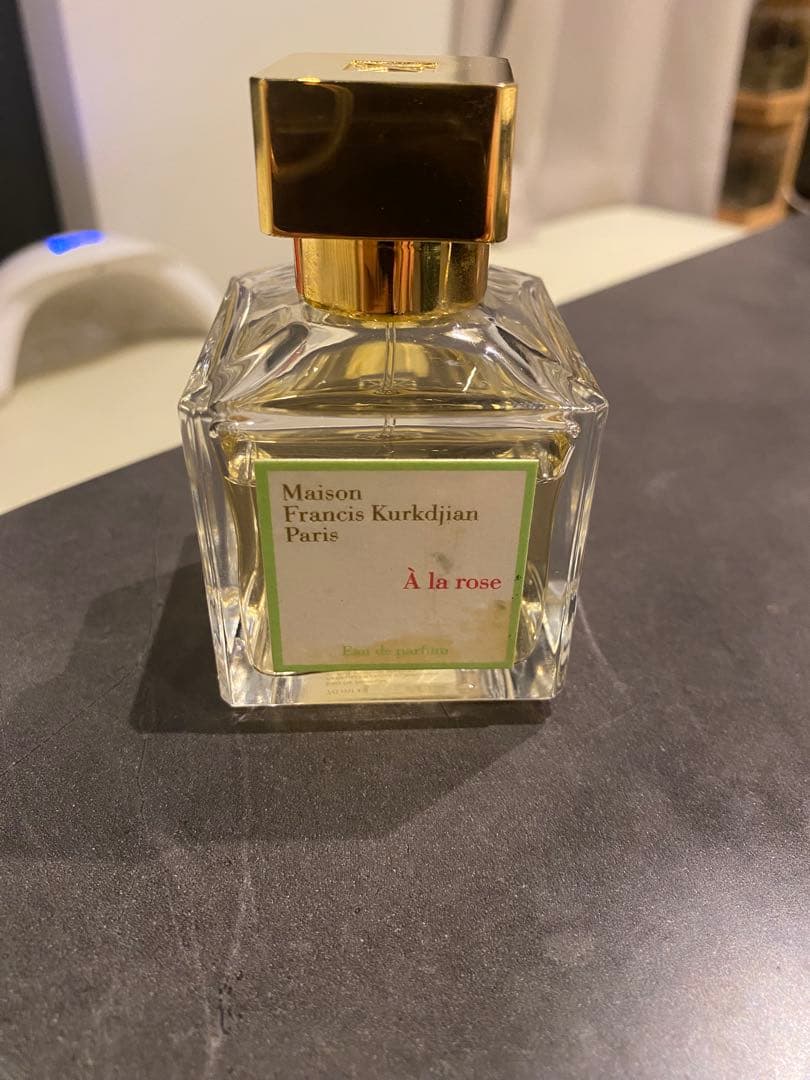 Maison
Francis Kurkdjian
Paris
À la rose
Eau de parfum